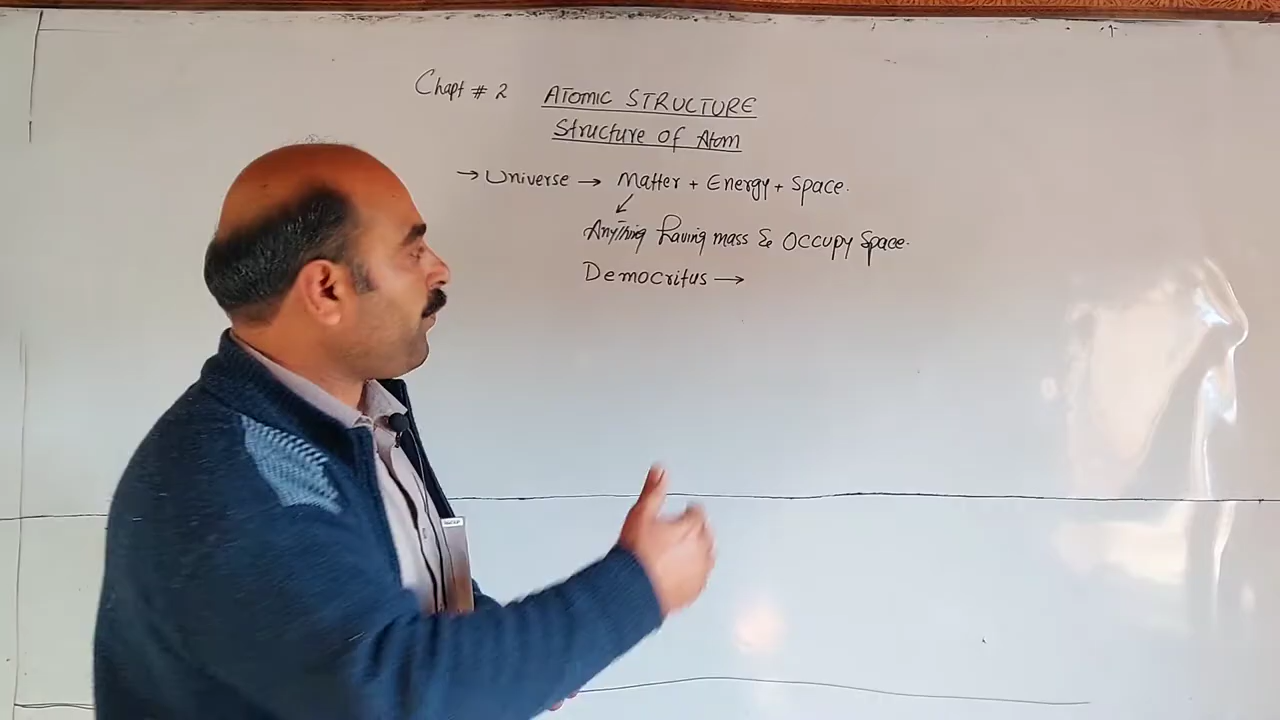 Chapt # 2 ATOMIC STRUCTURE
Structure of Atom
→ Universe → Matter + Energy + Space.
Anything having mass & Occupy Space.
Democritus →